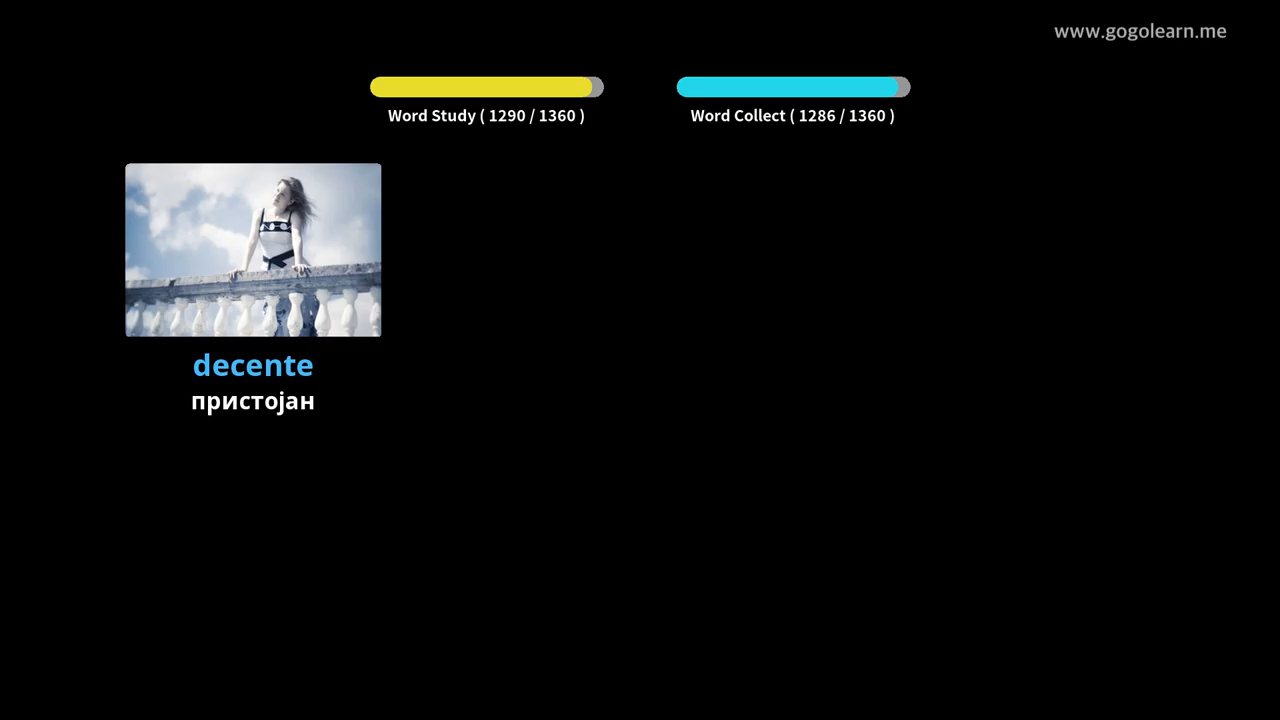 www.gogolearn.me
Word Study ( 1290 / 1360 )
Word Collect ( 1286 / 1360 )
decente
пристојан